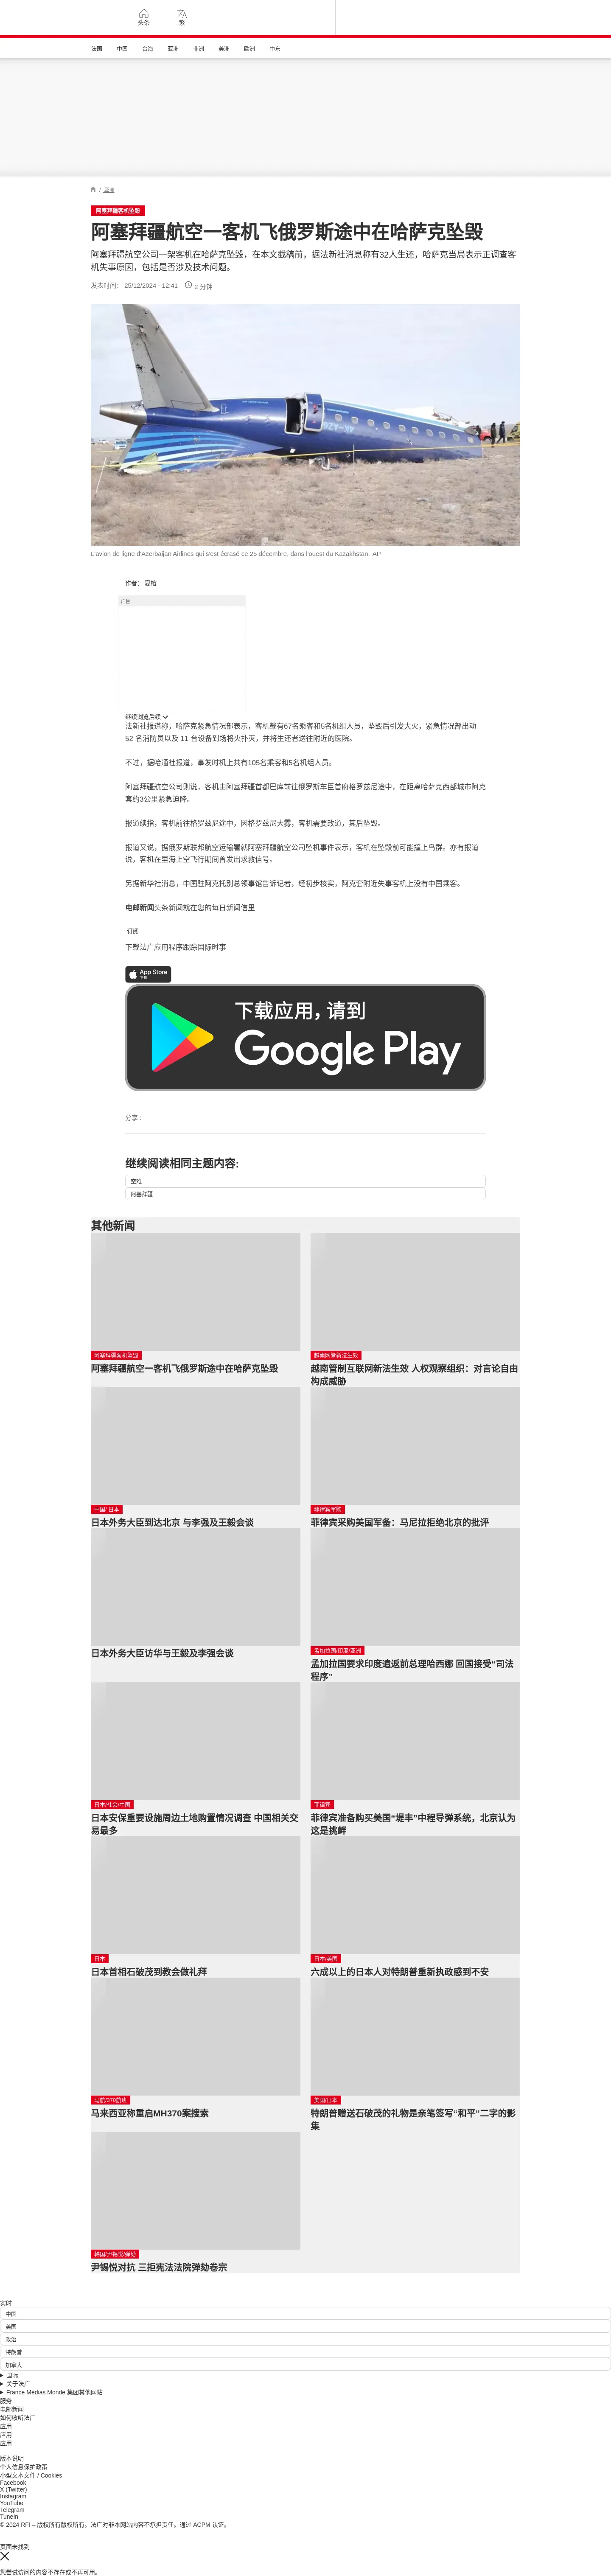 头条
繁
法国
中国
台海
亚洲
非洲
美洲
欧洲
中东
/ 亚洲
阿塞拜疆客机坠毁
阿塞拜疆航空一客机飞俄罗斯途中在哈萨克坠毁
阿塞拜疆航空公司一架客机在哈萨克坠毁，在本文截稿前，据法新社消息称有32人生还，哈萨克当局表示正调查客
机失事原因，包括是否涉及技术问题。
发表时间： 25/12/2024 - 12:41
2 分钟
L'avion de ligne d'Azerbaijan Airlines qui s'est écrasé ce 25 décembre, dans l'ouest du Kazakhstan. AP
作者： 夏榕
广告
继续浏览后续
法新社报道称，哈萨克紧急情况部表示，客机载有67名乘客和5名机组人员，坠毁后引发大火，紧急情况部出动
52 名消防员以及 11 台设备到场将火扑灭，并将生还者送往附近的医院。
不过，据哈通社报道，事发时机上共有105名乘客和5名机组人员。
阿塞拜疆航空公司则说，客机由阿塞拜疆首都巴库前往俄罗斯车臣首府格罗兹尼途中，在距离哈萨克西部城市阿克
套约3公里紧急迫降。
报道续指，客机前往格罗兹尼途中，因格罗兹尼大雾，客机需要改道，其后坠毁。
报道又说，据俄罗斯联邦航空运输署就阿塞拜疆航空公司坠机事件表示，客机在坠毁前可能撞上鸟群。亦有报道
说，客机在里海上空飞行期间曾发出求救信号。
另据新华社消息，中国驻阿克托别总领事馆告诉记者，经初步核实，阿克套附近失事客机上没有中国乘客。
电邮新闻头条新闻就在您的每日新闻信里
订阅
下载法广应用程序跟踪国际时事
App Store
下载
下载应用，请到
Google Play
分享 :
继续阅读相同主题内容:
空难
阿塞拜疆
其他新闻
阿塞拜疆客机坠毁
阿塞拜疆航空一客机飞俄罗斯途中在哈萨克坠毁
越南网管新法生效
越南管制互联网新法生效 人权观察组织：对言论自由
构成威胁
中国/ 日本
日本外务大臣到达北京 与李强及王毅会谈
菲律宾军购
菲律宾采购美国军备：马尼拉拒绝北京的批评
日本外务大臣访华与王毅及李强会谈
孟加拉国/印度/亚洲
孟加拉国要求印度遣返前总理哈西娜 回国接受“司法
程序”
日本/社会/中国
日本安保重要设施周边土地购置情况调查 中国相关交
易最多
菲律宾
菲律宾准备购买美国“堤丰”中程导弹系统，北京认为
这是挑衅
日本
日本首相石破茂到教会做礼拜
日本/美国
六成以上的日本人对特朗普重新执政感到不安
马航/370航班
马来西亚称重启MH370案搜索
美国/日本
特朗普赠送石破茂的礼物是亲笔签写“和平”二字的影
集
韩国/尹锡悦/弹劾
尹锡悦对抗 三拒宪法法院弹劾卷宗
实时
中国
美国
政治
特朗普
加拿大
国际
关于法广
France Médias Monde 集团其他网站
服务
电邮新闻
如何收听法广
应用
应用
应用
版本说明
个人信息保护政策
小型文本文件 / Cookies
Facebook
X (Twitter)
Instagram
YouTube
Telegram
TuneIn
© 2024 RFI – 版权所有版权所有。法广对非本网站内容不承担责任。通过 ACPM 认证。
页面未找到
您尝试访问的内容不存在或不再可用。